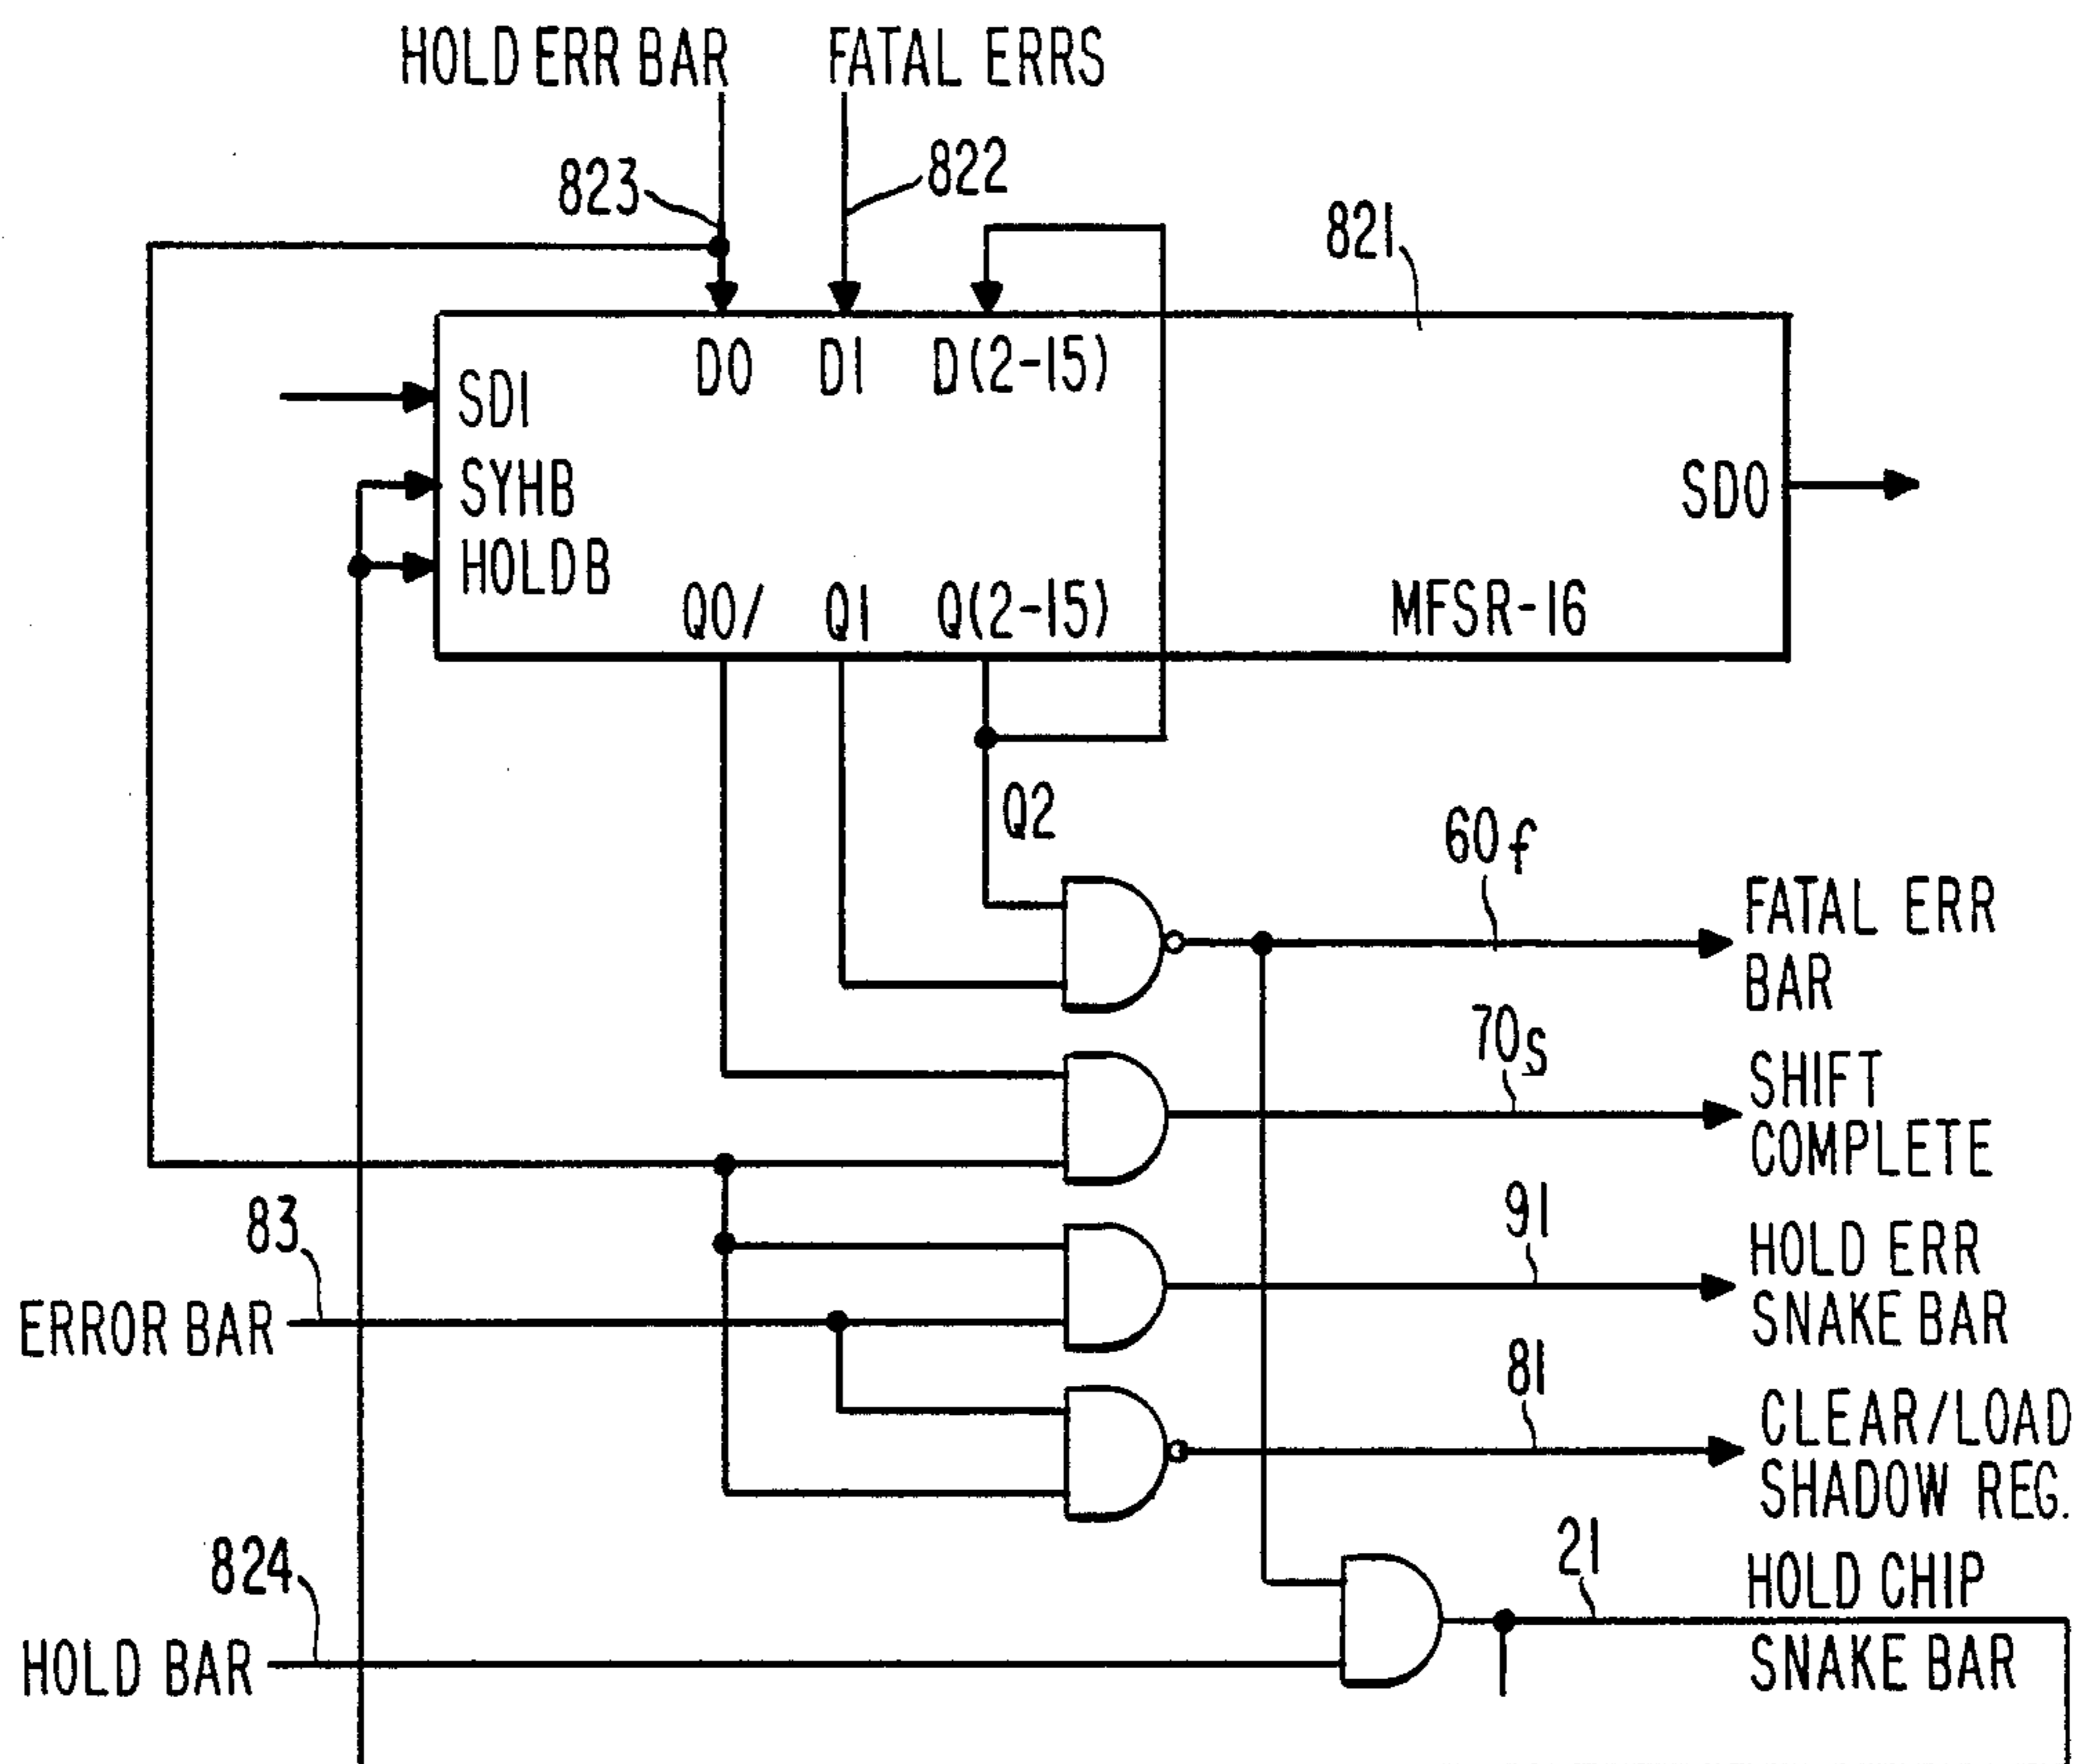 HOLD ERR BAR
FATAL ERRS
823
822
821
D0
D1
D(2-15)
SDI
SYHB
HOLDB
SDO
Q0/
Q1
Q(2-15)
MFSR-16
Q2
60f
FATAL ERR
BAR
70s
SHIFT
COMPLETE
83
ERROR BAR
91
HOLD ERR
SNAKE BAR
81
CLEAR/LOAD
SHADOW REG.
824
HOLD BAR
21
HOLD CHIP
SNAKE BAR